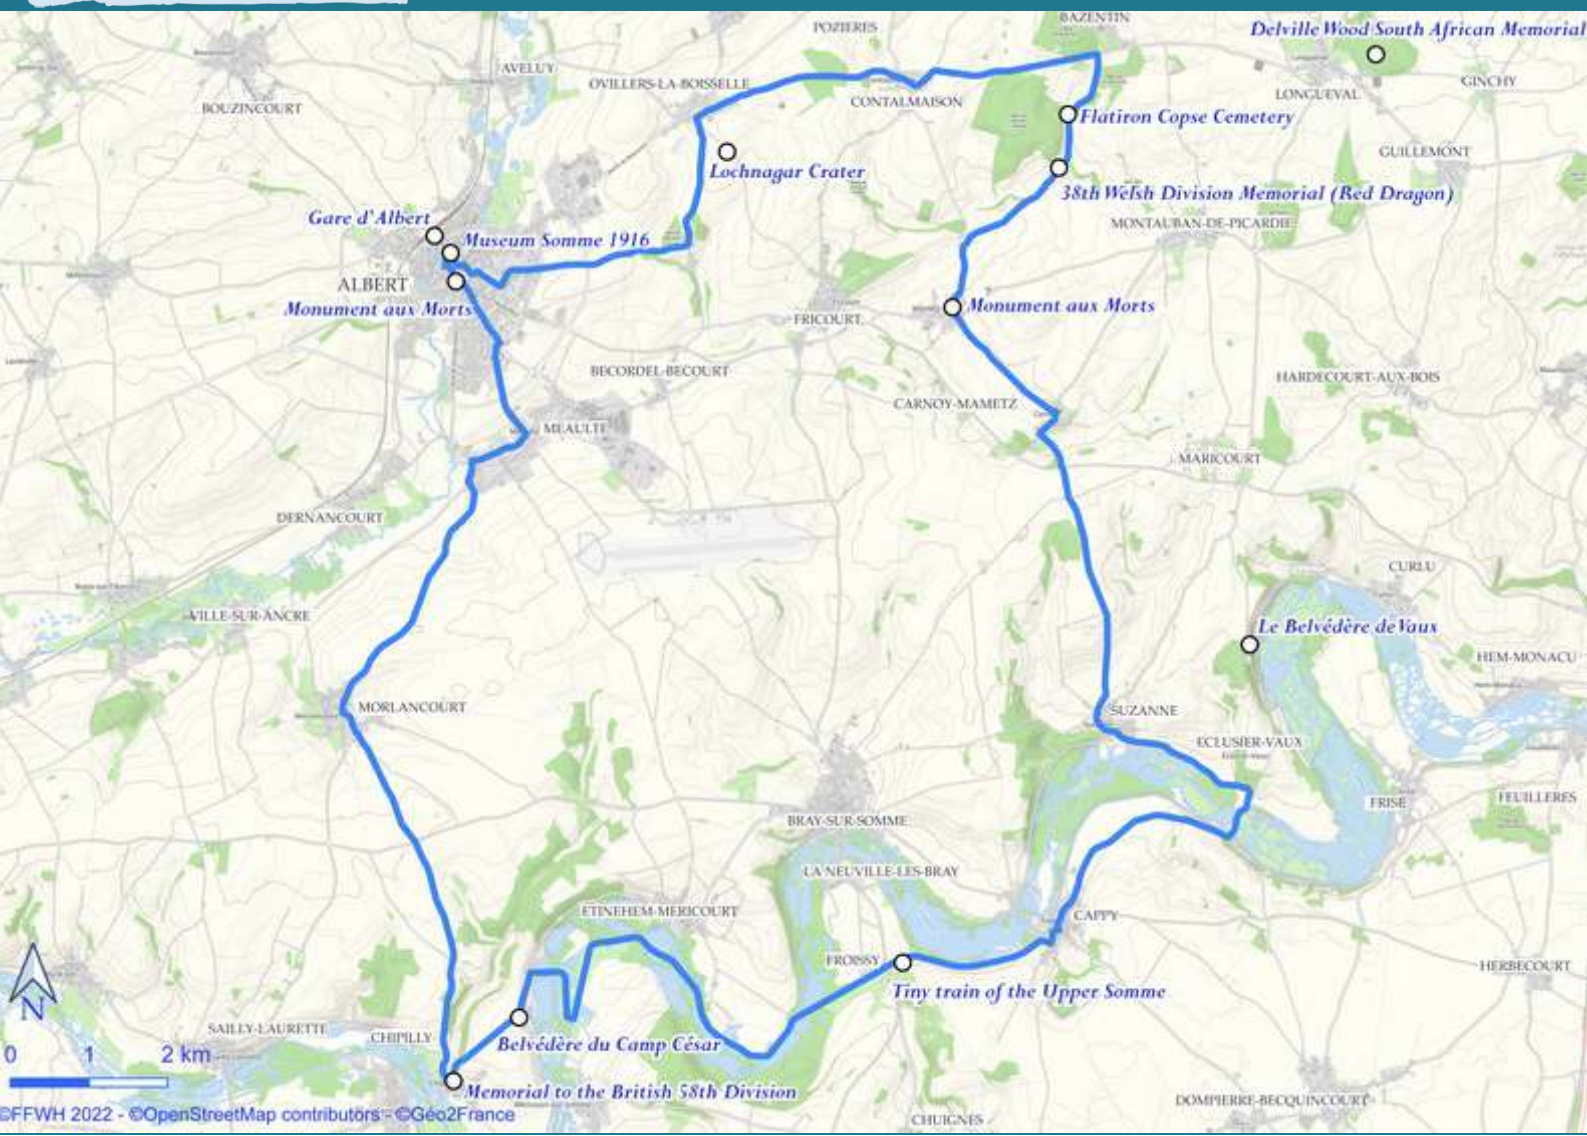 BAZENTIN
POZIERES
Delville Wood South African Memorial
AVELUY
OVILLERS-LA-BOISSELLE
GINCHY
LONGUEVAL
CONTALMAISON
BOUZINCOURT
Flatiron Copse Cemetery
GUILLEMONT
Lochnagar Crater
38th Welsh Division Memorial (Red Dragon)
Gare d'Albert
MONTAUBAN-DE-PICARDIE
Museum Somme 1916
ALBERT
Monument aux Morts
Monument aux Morts
FRICOURT
BECORDEL-BECOURT
HARDECOURT-AUX-BOIS
CARNOY-MAMETZ
MEAULTE
MARICOURT
DERNANCOURT
CURLU
VILLE-SUR-ANCRE
Le Belvédère de Vaux
HEM-MONACU
MORLANCOURT
SUZANNE
ECLUSIER-VAUX
FEUILLERES
FRISE
BRAY-SUR-SOMME
LA NEUVILLE-LES-BRAY
ETINEHEM-MERICOURT
CAPPY
FROISSY
HERBECOURT
Tiny train of the Upper Somme
N
SAILLY-LAURETTE
CHIPILLY
Belvédère du Camp César
0 1 2 km
Memorial to the British 58th Division
DOMPIERRE-BECQUINCOURT
©FFWH 2022 - ©OpenStreetMap contributors - ©Géo2France
CHUIGNES